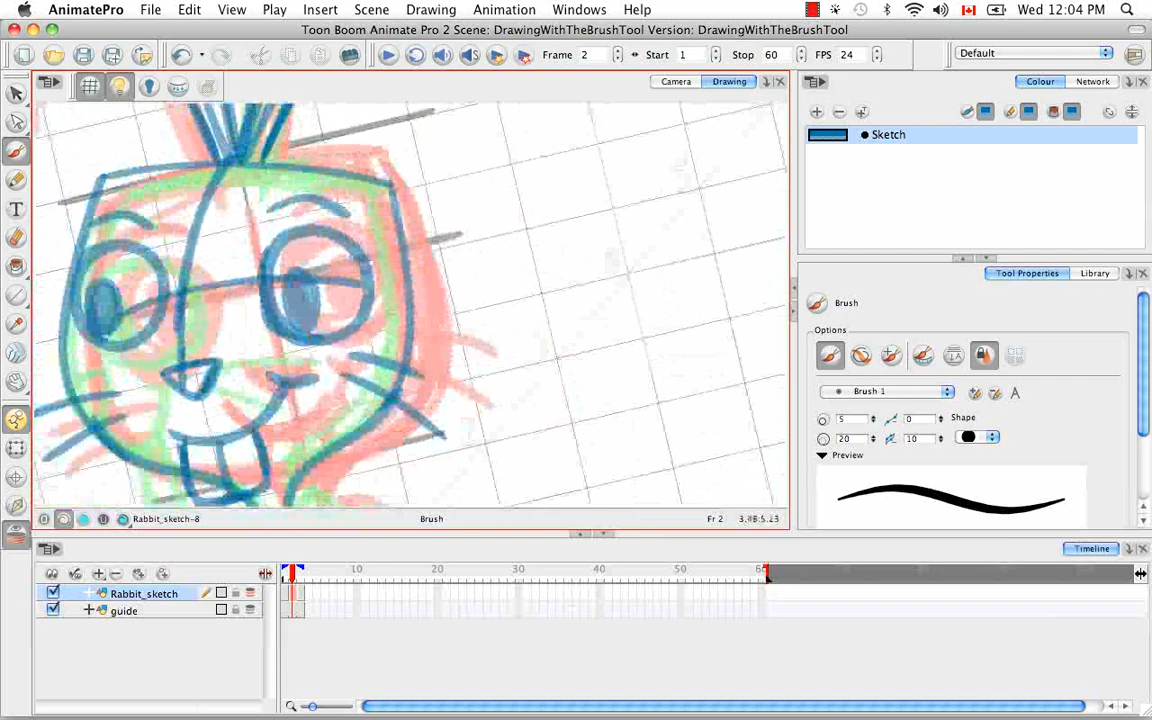 AnimatePro File Edit View Play Insert Scene Drawing Animation Windows Help Wed 12:04 PM
Toon Boom Animate Pro 2 Scene: DrawingWithTheBrushTool Version: DrawingWithTheBrushTool
Frame 2 Start 1 Stop 60 FPS 24 Default
Camera Drawing Colour Network
Sketch
Tool Properties Library
Brush
Options
Brush 1
5 0 Shape
20 10
Preview
Rabbit_sketch-8 Brush Fr 2
Timeline
10 20 30 40 50 60
Rabbit_sketch
guide
T
A